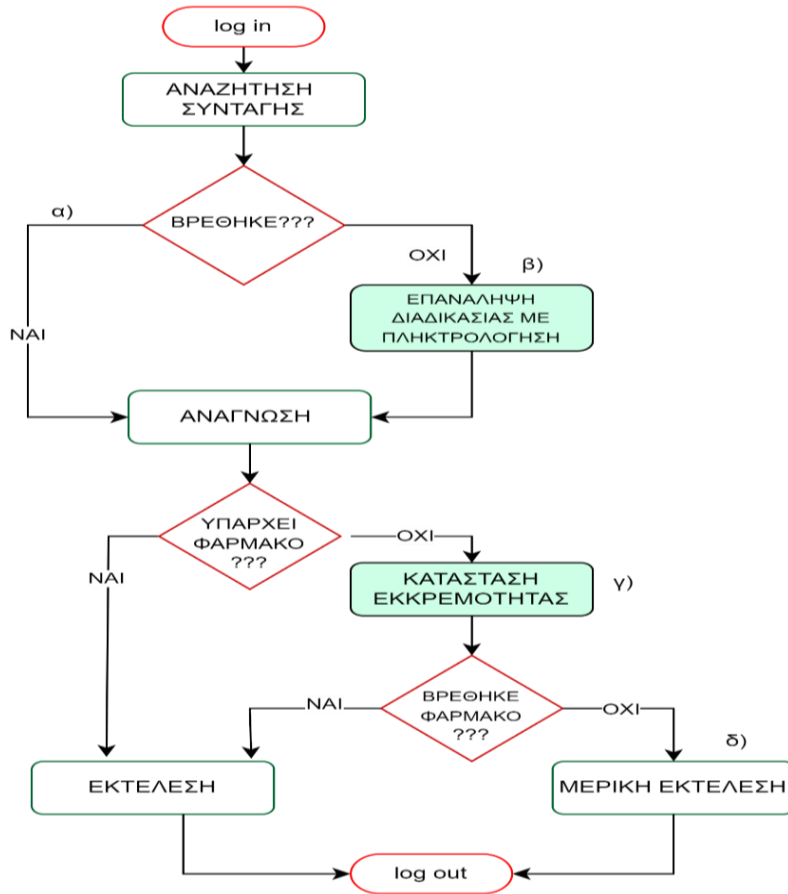 log in
ΑΝΑΖΗΤΗΣΗ
ΣΥΝΤΑΓΗΣ
α)
ΒΡΕΘΗΚΕ???
ΟΧΙ
β)
ΕΠΑΝΑΛΗΨΗ
ΔΙΑΔΙΚΑΣΙΑΣ ΜΕ
ΠΛΗΚΤΡΟΛΟΓΗΣΗ
ΝΑΙ
ΑΝΑΓΝΩΣΗ
ΥΠΑΡΧΕΙ
ΦΑΡΜΑΚΟ
???
ΟΧΙ
ΝΑΙ
ΚΑΤΑΣΤΑΣΗ
ΕΚΚΡΕΜΟΤΗΤΑΣ
γ)
ΒΡΕΘΗΚΕ
ΦΑΡΜΑΚΟ
???
ΝΑΙ
ΟΧΙ
δ)
ΕΚΤΕΛΕΣΗ
ΜΕΡΙΚΗ ΕΚΤΕΛΕΣΗ
log out